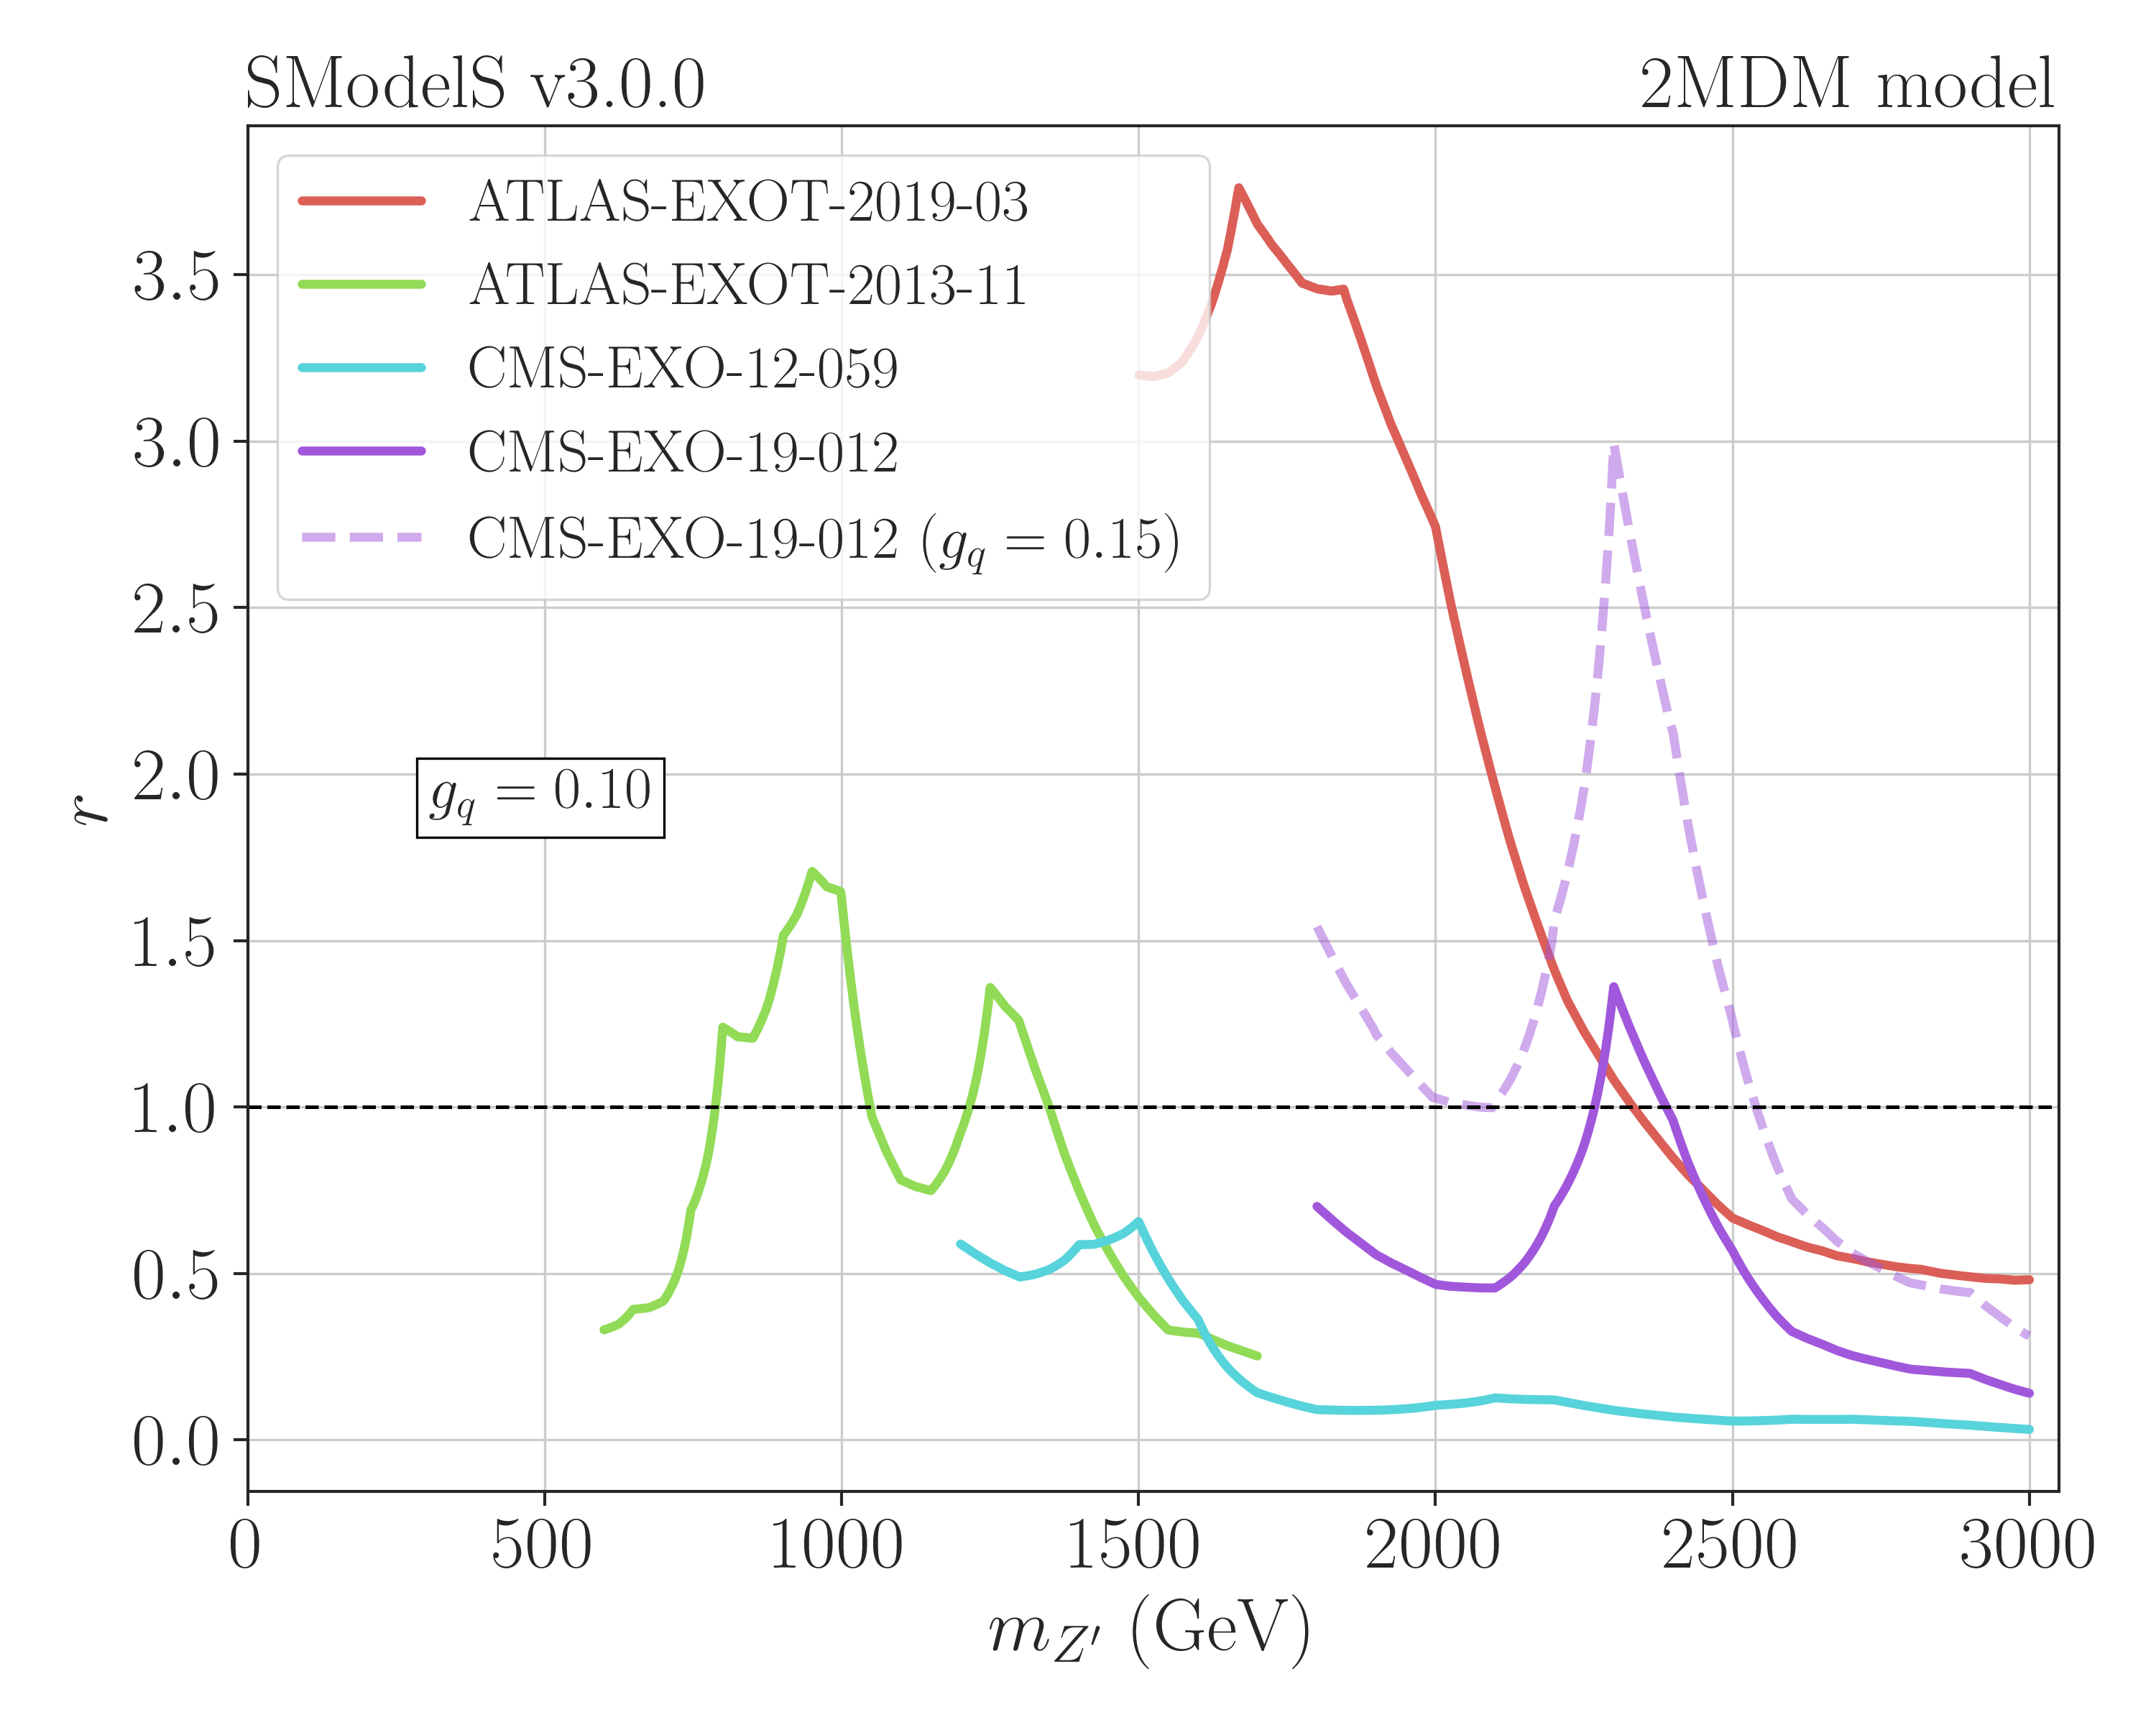 SModelS v3.0.0
2MDM model
ATLAS-EXOT-2019-03
ATLAS-EXOT-2013-11
CMS-EXO-12-059
CMS-EXO-19-012
CMS-EXO-19-012 (g_q = 0.15)
g_q = 0.10
r
3.5
3.0
2.5
2.0
1.5
1.0
0.5
0.0
0 500 1000 1500 2000 2500 3000
m_{Z'} (GeV)